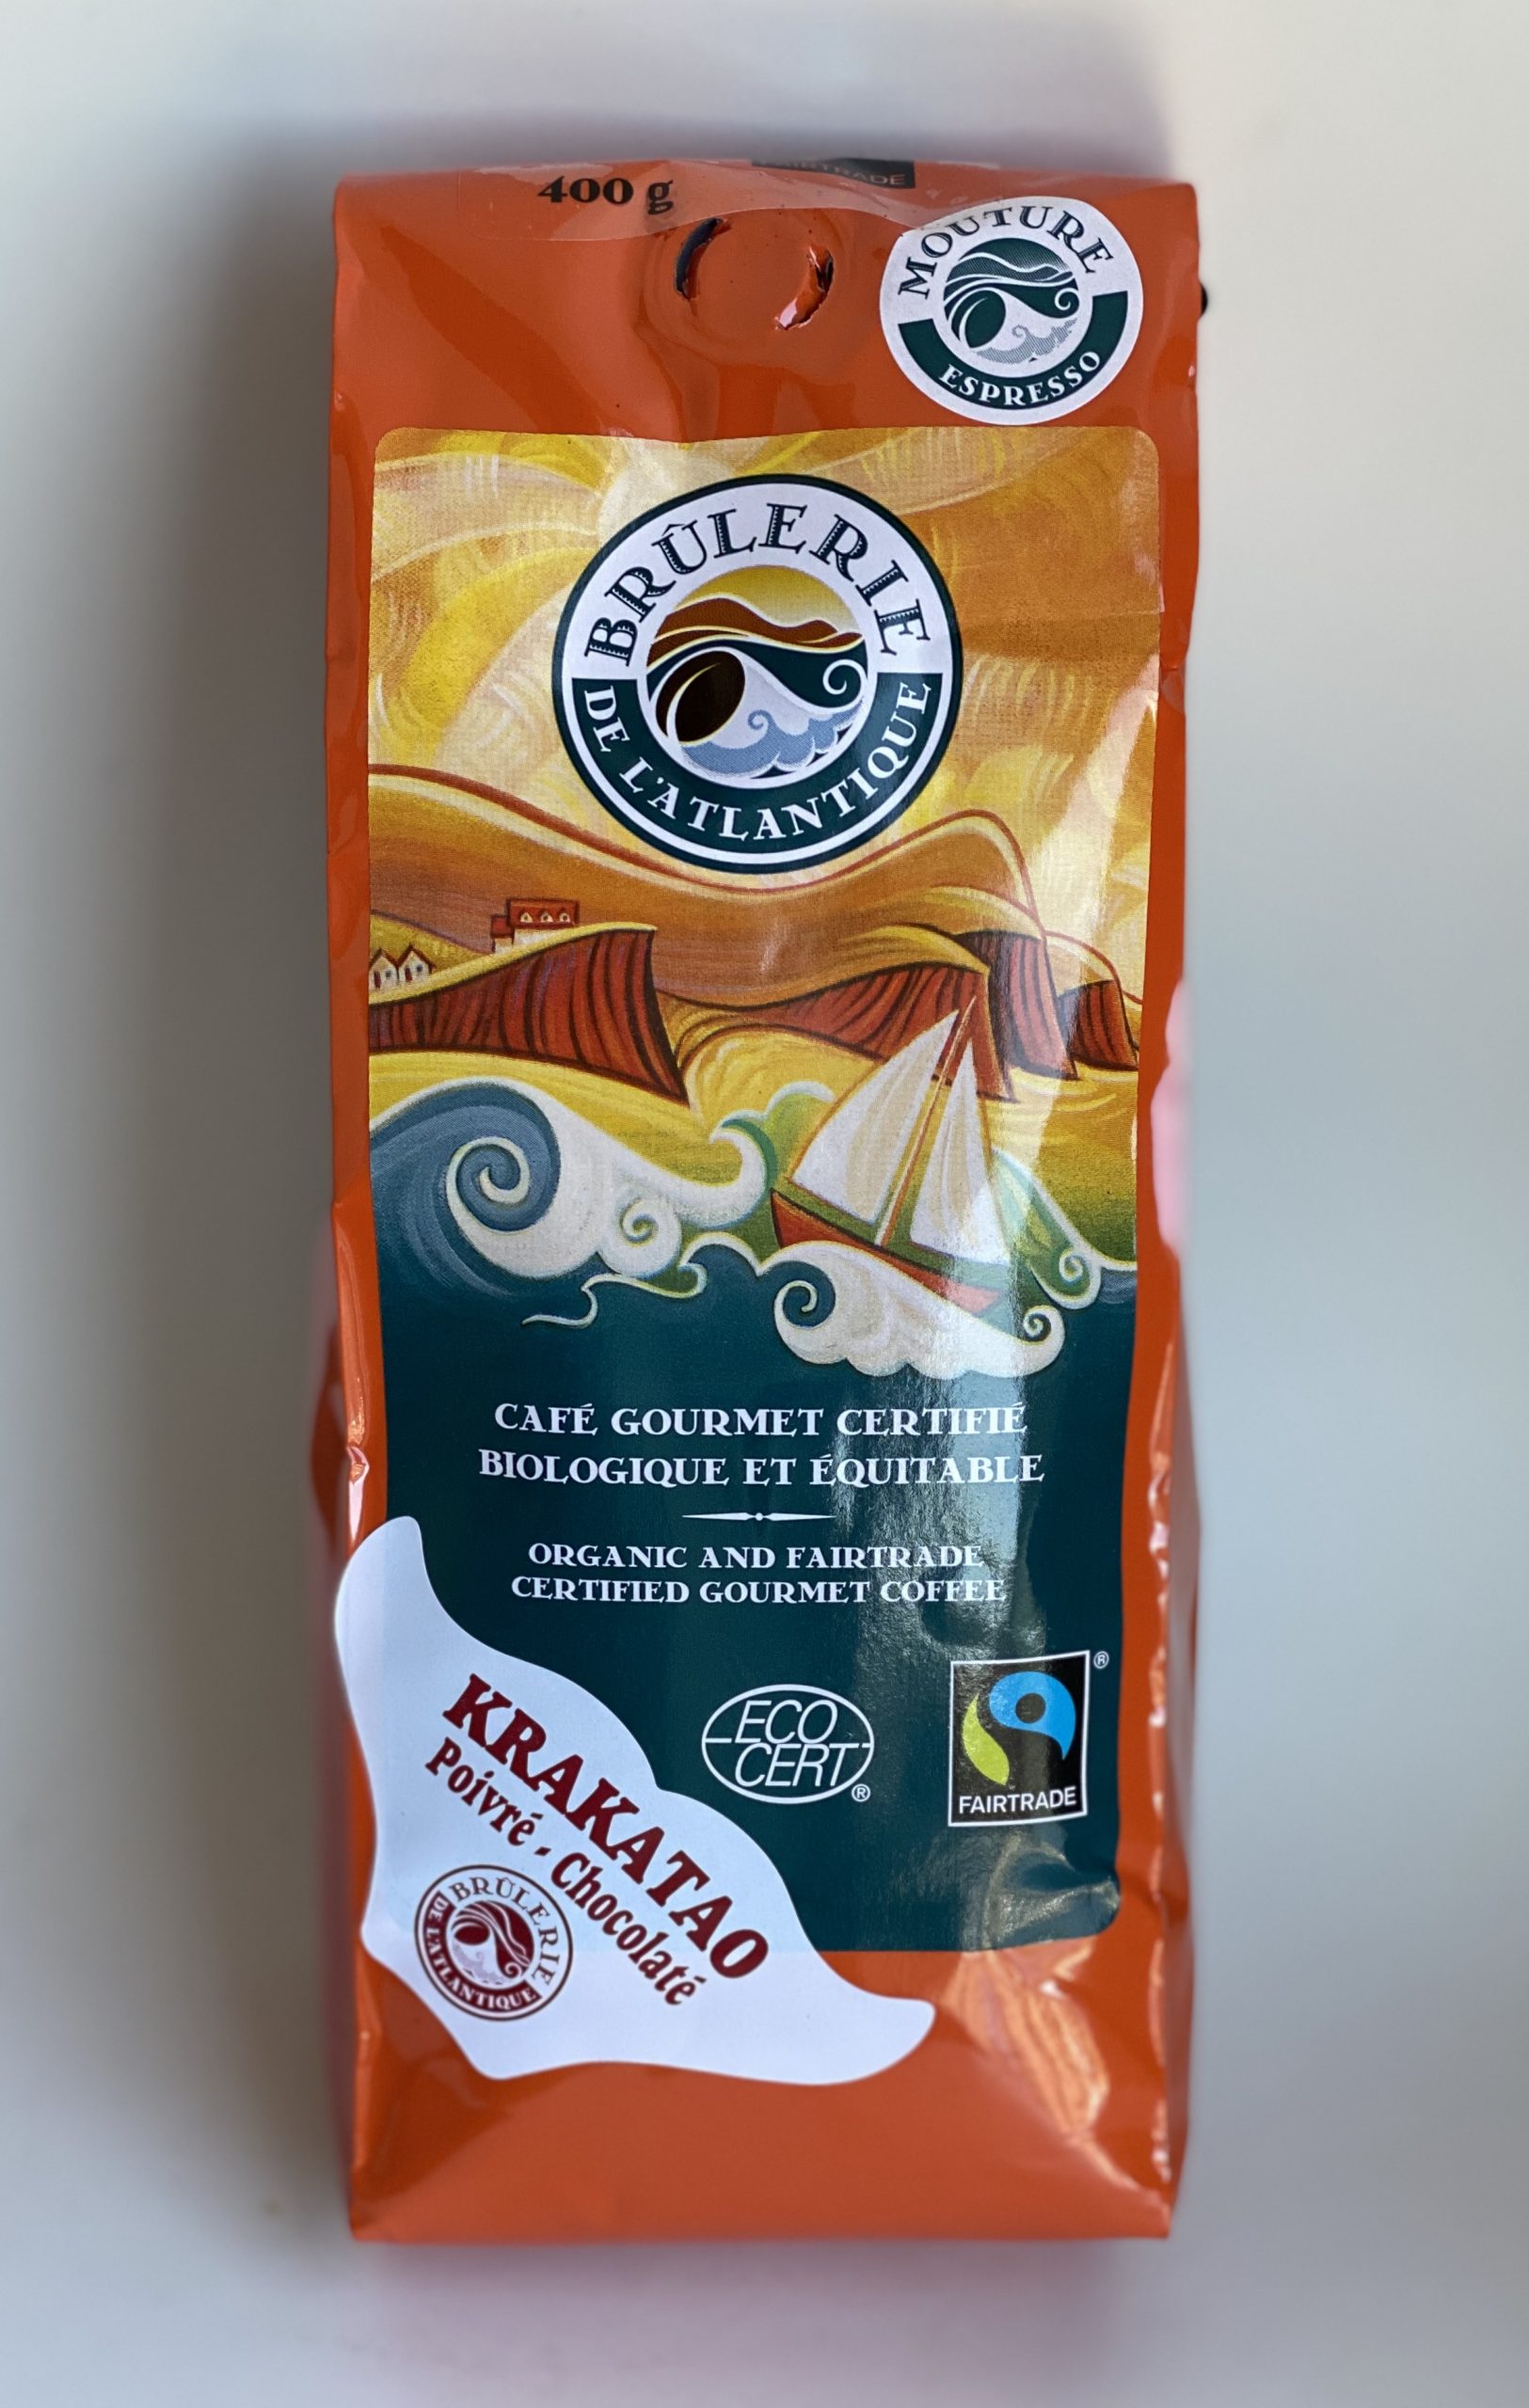 400 g
FAIRTRADE
MOUTURE
ESPRESSO
BRÛLERIE
DE L'ATLANTIQUE
CAFÉ GOURMET CERTIFIÉ
BIOLOGIQUE ET ÉQUITABLE
ORGANIC AND FAIRTRADE
CERTIFIED GOURMET COFFEE
ECO
CERT
®
®
FAIRTRADE
KRAKATAO
Poivré - Chocolaté
BRÛLERIE
DE L'ATLANTIQUE